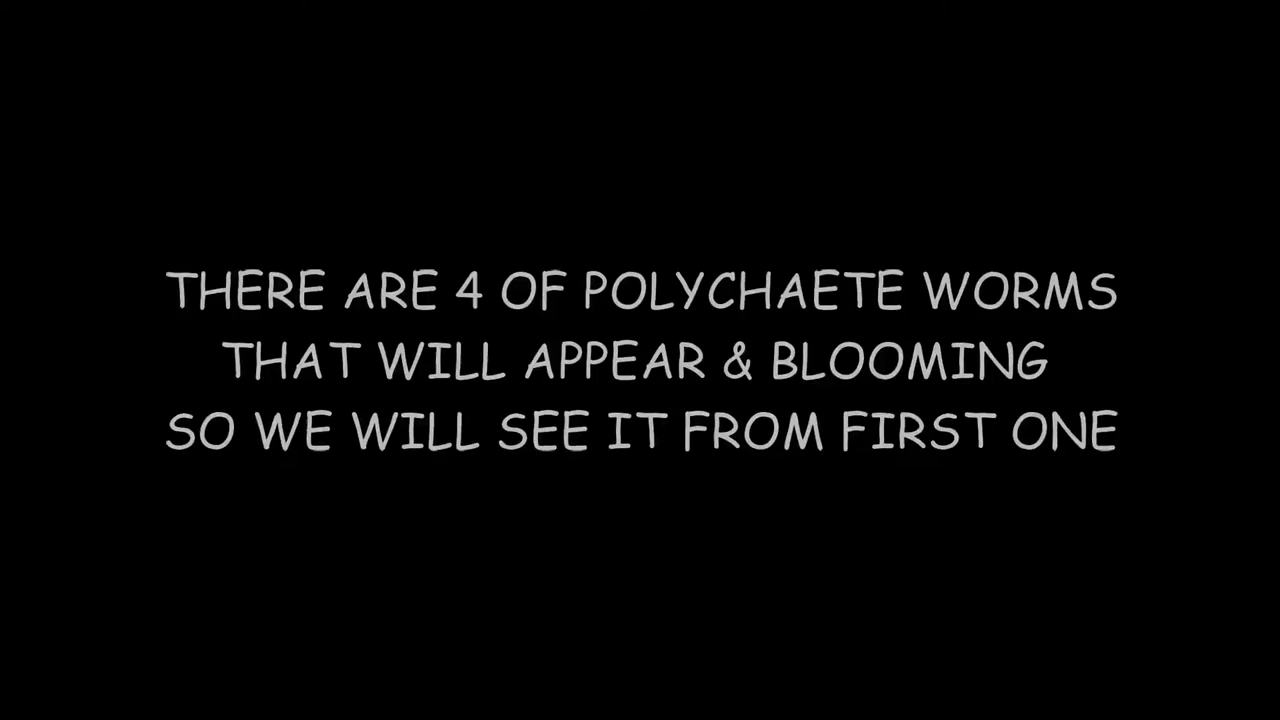 THERE ARE 4 OF POLYCHAETE WORMS
THAT WILL APPEAR & BLOOMING
SO WE WILL SEE IT FROM FIRST ONE